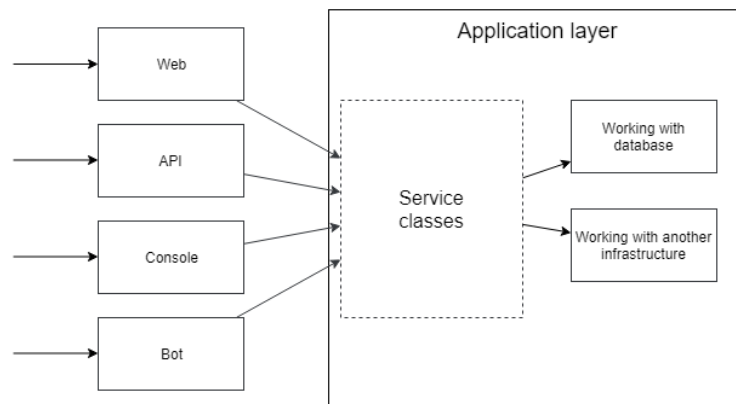 Application layer
Web
API
Console
Bot
Service
classes
Working with
database
Working with another
infrastructure